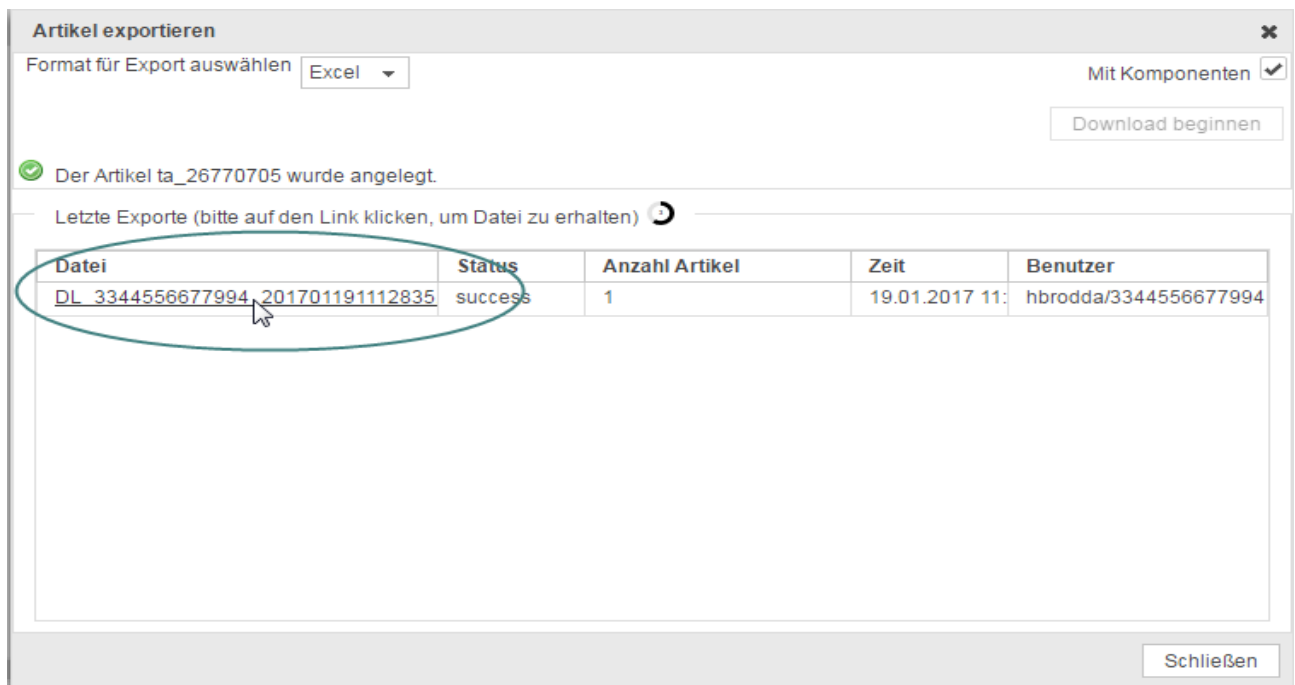 Artikel exportieren
Format für Export auswählen Excel
Mit Komponenten
Download beginnen
Der Artikel ta_26770705 wurde angelegt.
Letzte Exporte (bitte auf den Link klicken, um Datei zu erhalten)
Datei Status Anzahl Artikel Zeit Benutzer
DL_3344556677994_201701191112835 success 1 19.01.2017 11: hbrodda/3344556677994
Schließen